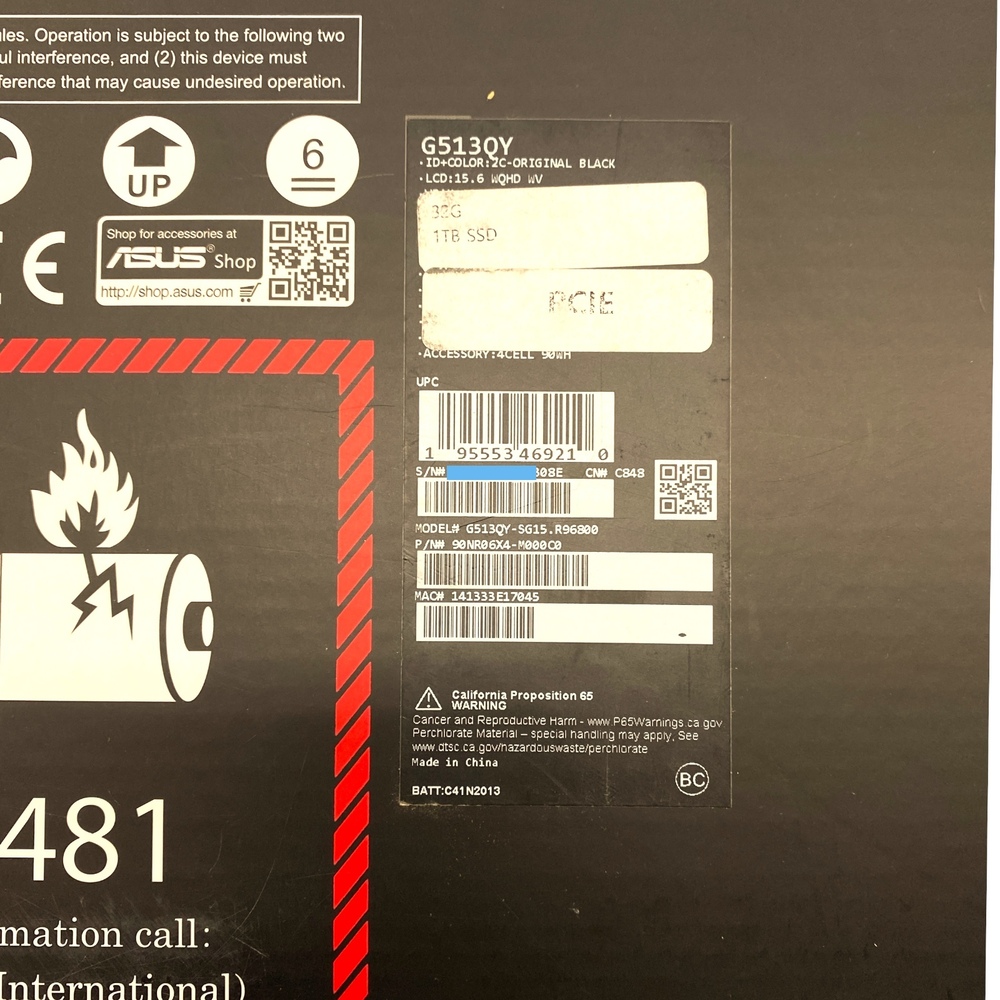 ules. Operation is subject to the following two
ul interference, and (2) this device must
ference that may cause undesired operation.
UP
6
CE
Shop for accessories at
ASUS® Shop
http://shop.asus.com
481
mation call:
International)
G513QY
·ID+COLOR:2C-ORIGINAL BLACK
·LCD:15.6 WQHD WV
32G
1TB SSD
PCIE
·ACCESSORY:4CELL 90WH
UPC
1 95553 46921 0
S/N# 308E CN# C848
MODEL# G513QY-SG15.R96800
P/N# 90NR06X4-M000C0
MAC# 141333E17045
California Proposition 65
WARNING
Cancer and Reproductive Harm - www.P65Warnings.ca gov
Perchlorate Material – special handling may apply, See
www.dtsc.ca.gov/hazardouswaste/perchlorate
Made in China
BC
BATT:C41N2013